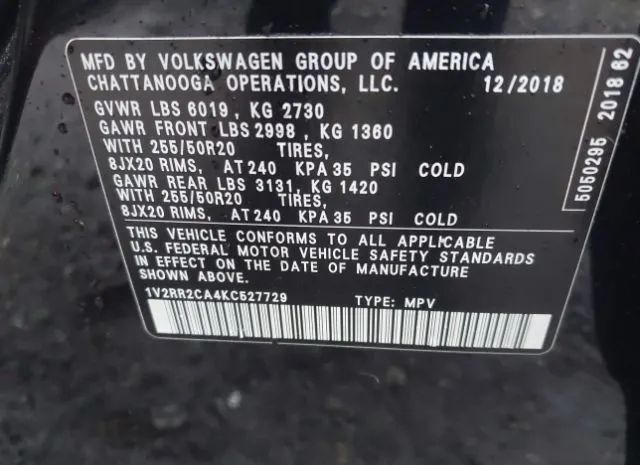 MFD BY VOLKSWAGEN GROUP OF AMERICA
CHATTANOOGA OPERATIONS, LLC. 12/2018
GVWR LBS 6019, KG 2730
GAWR FRONT LBS 2998, KG 1360
WITH 255/50R20 TIRES,
8JX20 RIMS, AT 240 KPA 35 PSI COLD
GAWR REAR LBS 3131, KG 1420
WITH 255/50R20 TIRES,
8JX20 RIMS, AT 240 KPA 35 PSI COLD
THIS VEHICLE CONFORMS TO ALL APPLICABLE
U.S. FEDERAL MOTOR VEHICLE SAFETY STANDARDS
IN EFFECT ON THE DATE OF MANUFACTURE
SHOWN ABOVE.
1V2RR2CA4KC527729 TYPE: MPV
5050295 2018 62